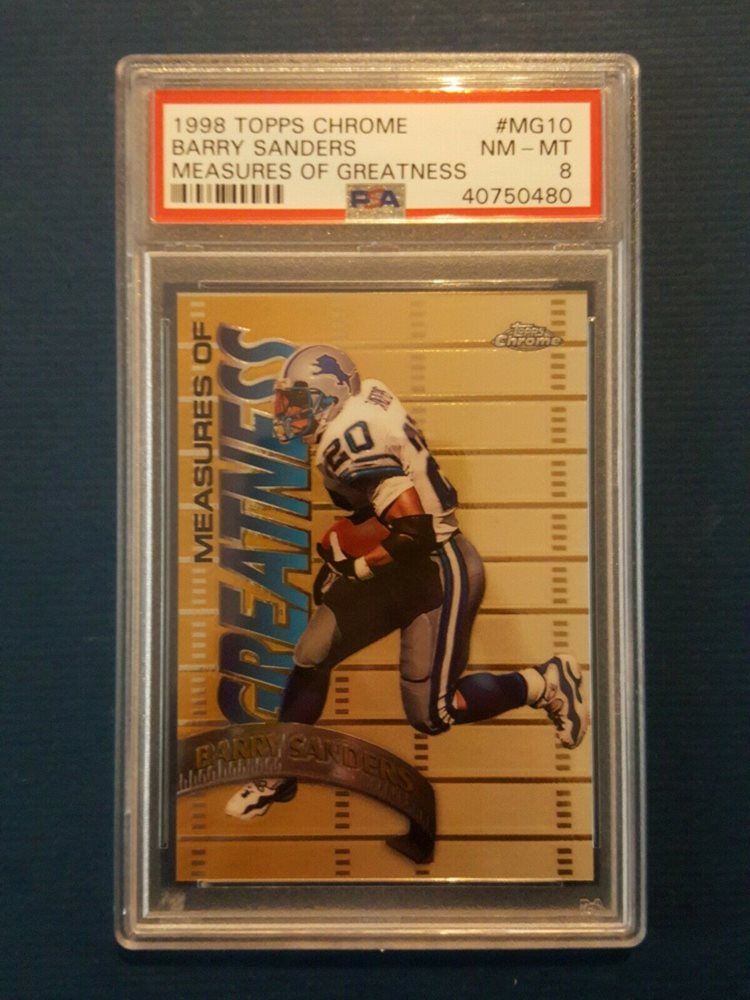 1998 TOPPS CHROME #MG10
BARRY SANDERS NM – MT
MEASURES OF GREATNESS 8
PSA 40750480
Topps
Chrome
MEASURES OF
GREATNESS
20
BARRY SANDERS